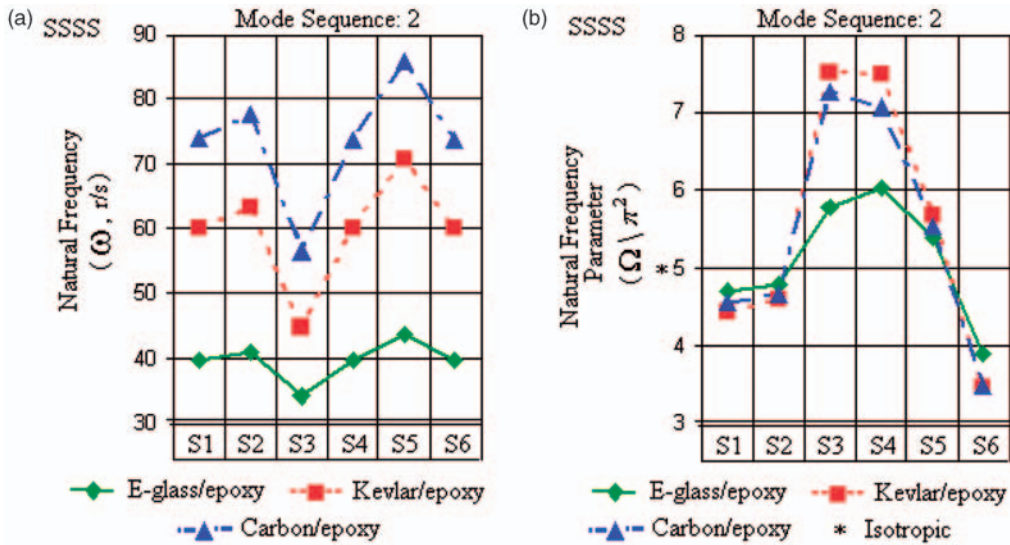 (a) SSSS Mode Sequence: 2
Natural Frequency
( ω, r/s )
90
80
70
60
50
40
30
S1 S2 S3 S4 S5 S6
E-glass/epoxy Kevlar/epoxy
Carbon/epoxy
(b) SSSS Mode Sequence: 2
Natural Frequency
Parameter
( Ω \ π² )
8
7
6
*5
4
3
S1 S2 S3 S4 S5 S6
E-glass/epoxy Kevlar/epoxy
Carbon/epoxy * Isotropic